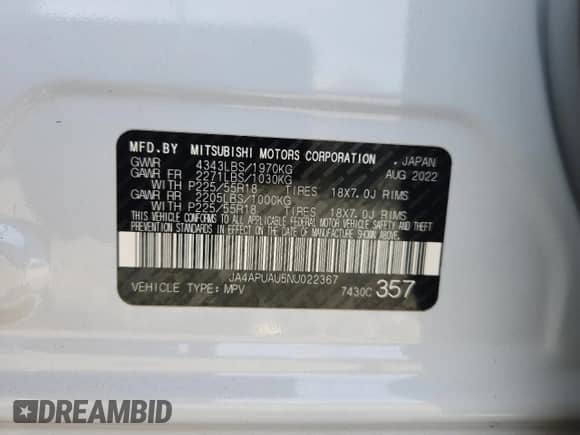 MFD.BY MITSUBISHI MOTORS CORPORATION , JAPAN
GVWR 4343LBS/1970KG AUG 2022
GAWR FR 2271LBS/1030KG
WITH P225/55R18 TIRES 18X7.0J RIMS
GAWR RR 2205LBS/1000KG
WITH P225/55R18 TIRES 18X7.0J RIMS
THIS VEHICLE CONFORMS TO ALL APPLICABLE FEDERAL MOTOR VEHICLE SAFETY AND THEFT
PREVENTION STANDARDS IN EFFECT ON THE DATE OF MANUFACTURE SHOWN ABOVE.
JA4APUAU5NU022367
VEHICLE TYPE: MPV 7430C 357
DREAMBID